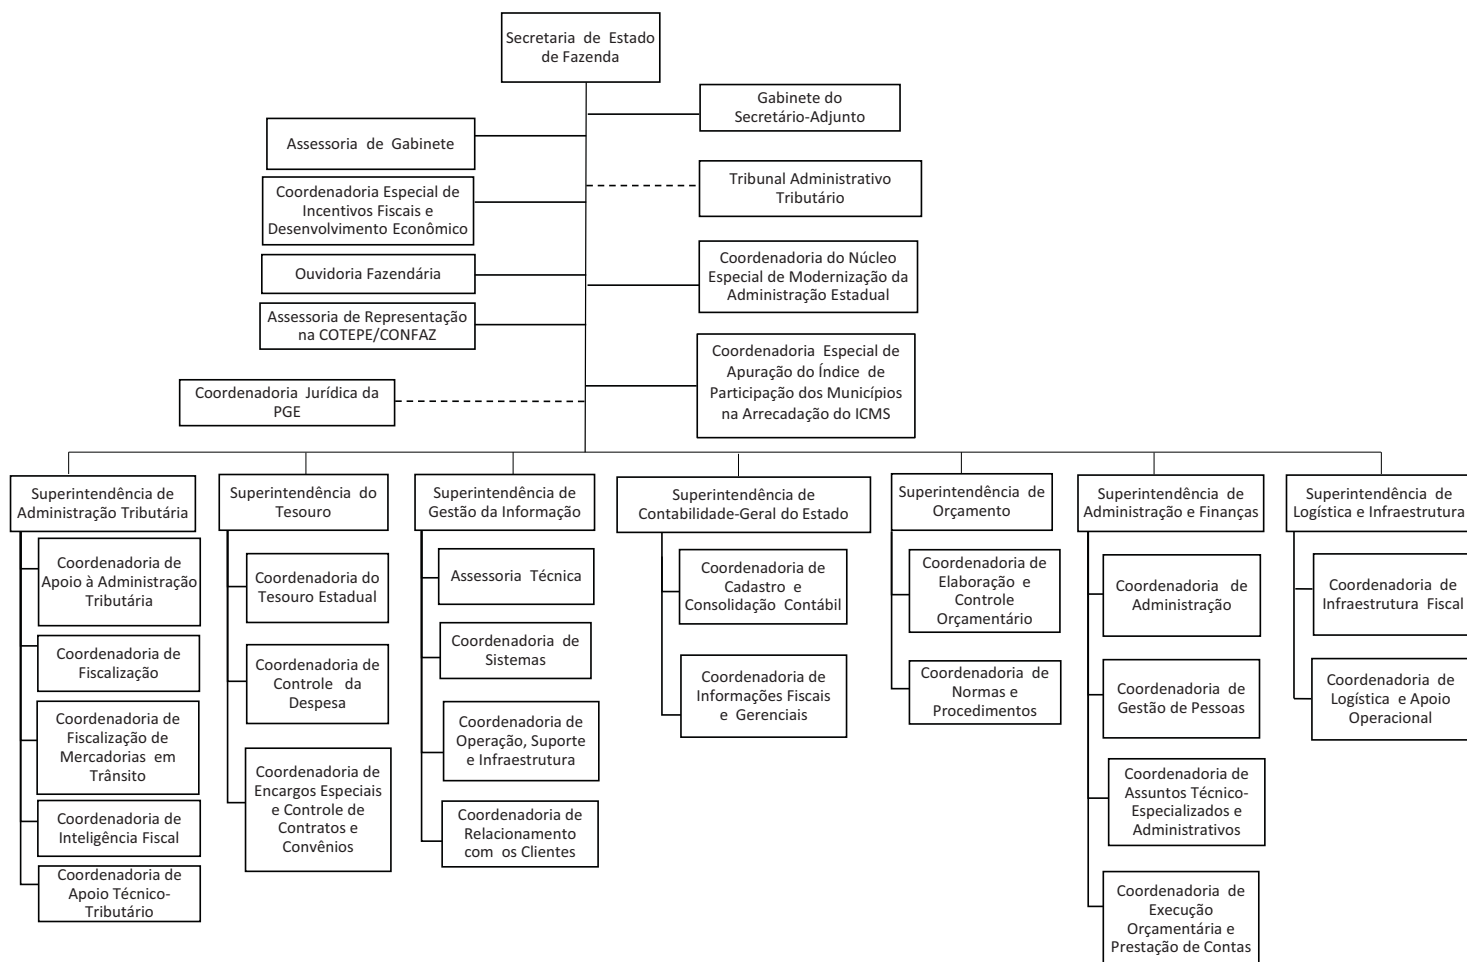 Secretaria de Estado
de Fazenda
Gabinete do
Secretário-Adjunto
Assessoria de Gabinete
Tribunal Administrativo
Tributário
Coordenadoria Especial de
Incentivos Fiscais e
Desenvolvimento Econômico
Coordenadoria do Núcleo
Especial de Modernização da
Administração Estadual
Ouvidoria Fazendária
Assessoria de Representação
na COTEPE/CONFAZ
Coordenadoria Especial de
Apuração do Índice de
Participação dos Municípios
na Arrecadação do ICMS
Coordenadoria Jurídica da
PGE
Superintendência de
Administração Tributária
Coordenadoria de
Apoio à Administração
Tributária
Coordenadoria de
Fiscalização
Coordenadoria de
Fiscalização de
Mercadorias em
Trânsito
Coordenadoria de
Inteligência Fiscal
Coordenadoria de
Apoio Técnico-
Tributário
Superintendência do
Tesouro
Coordenadoria do
Tesouro Estadual
Coordenadoria de
Controle da
Despesa
Coordenadoria de
Encargos Especiais
e Controle de
Contratos e
Convênios
Superintendência de
Gestão da Informação
Assessoria Técnica
Coordenadoria de
Sistemas
Coordenadoria de
Operação, Suporte
e Infraestrutura
Coordenadoria de
Relacionamento
com os Clientes
Superintendência de
Contabilidade-Geral do Estado
Coordenadoria de
Cadastro e
Consolidação Contábil
Coordenadoria de
Informações Fiscais
e Gerenciais
Superintendência de
Orçamento
Coordenadoria de
Elaboração e
Controle
Orçamentário
Coordenadoria de
Normas e
Procedimentos
Superintendência de
Administração e Finanças
Coordenadoria de
Administração
Coordenadoria de
Gestão de Pessoas
Coordenadoria de
Assuntos Técnico-
Especializados e
Administrativos
Coordenadoria de
Execução
Orçamentária e
Prestação de Contas
Superintendência de
Logística e Infraestrutura
Coordenadoria de
Infraestrutura Fiscal
Coordenadoria de
Logística e Apoio
Operacional